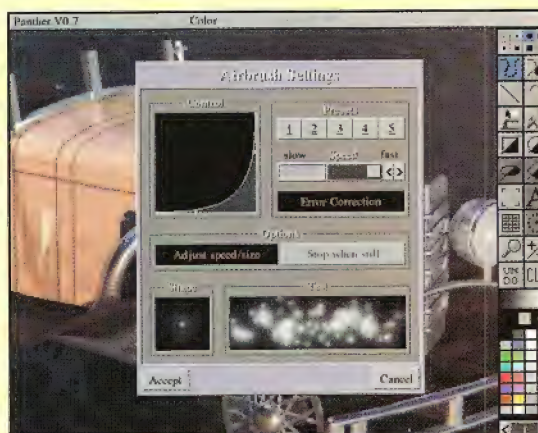 Panther V0.7 Color
Airbrush Settings
Control
Presets
1 2 3 4 5
slow Speed fast
<>
Error Correction
Options
Adjust speed/size Stop when still
Shape Test
Accept Cancel
UN
DO
CL
A